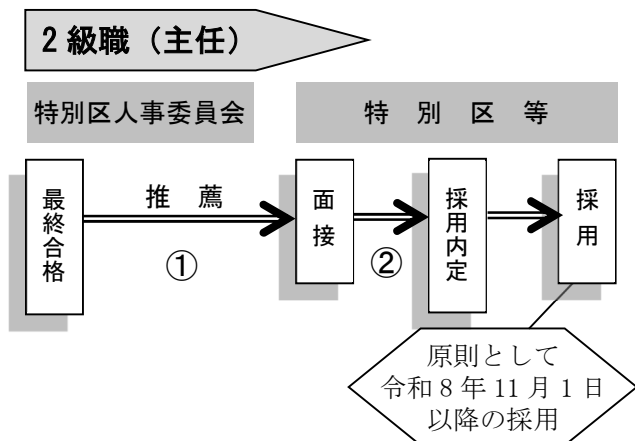 2級職（主任）
特別区人事委員会
特別区等
最終合格
推薦
①
面接
②
採用内定
採用
原則として
令和8年11月1日
以降の採用